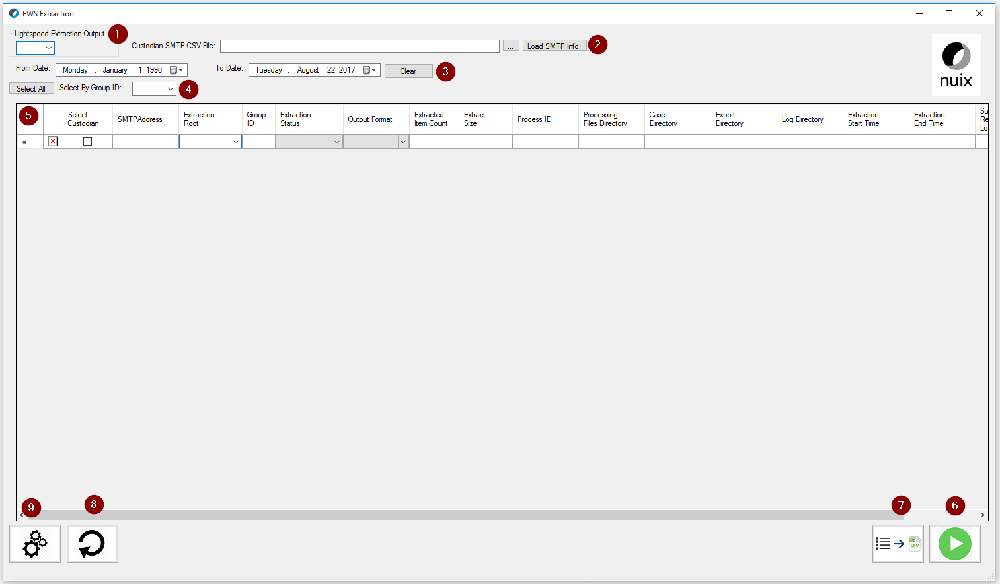 EWS Extraction
Lightspeed Extraction Output 1
Custodian SMTP CSV File: ... Load SMTP Info: 2
nuix
From Date: Monday , January 1, 1990 To Date: Tuesday , August 22, 2017 Clear 3
Select All Select By Group ID: 4
5
Select Custodian
SMTPAddress
Extraction Root
Group ID
Extraction Status
Output Format
Extracted Item Count
Extract Size
Process ID
Processing Files Directory
Case Directory
Export Directory
Log Directory
Extraction Start Time
Extraction End Time
Su
Re
Lo
*
9 8 7 6
CSV